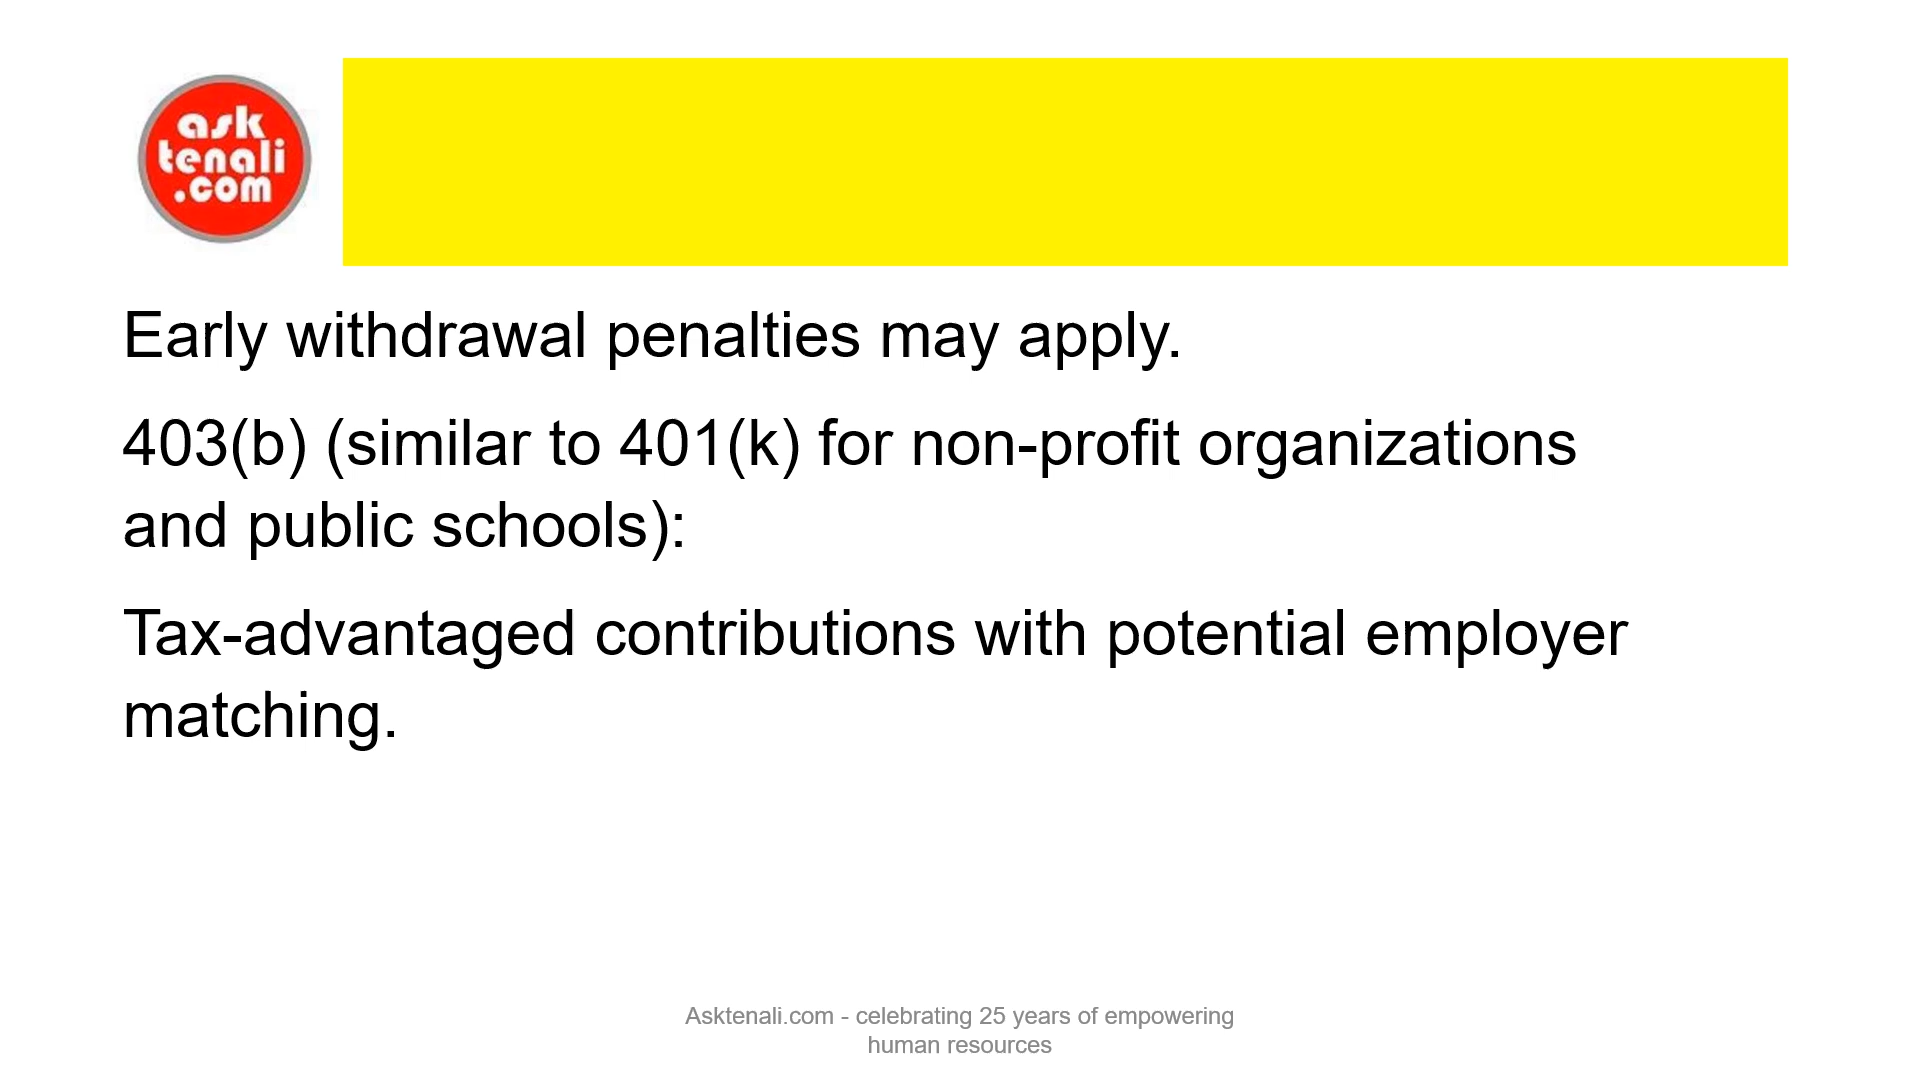 ask
tenali
.com
Early withdrawal penalties may apply.
403(b) (similar to 401(k) for non-profit organizations
and public schools):
Tax-advantaged contributions with potential employer
matching.
Asktenali.com - celebrating 25 years of empowering
human resources